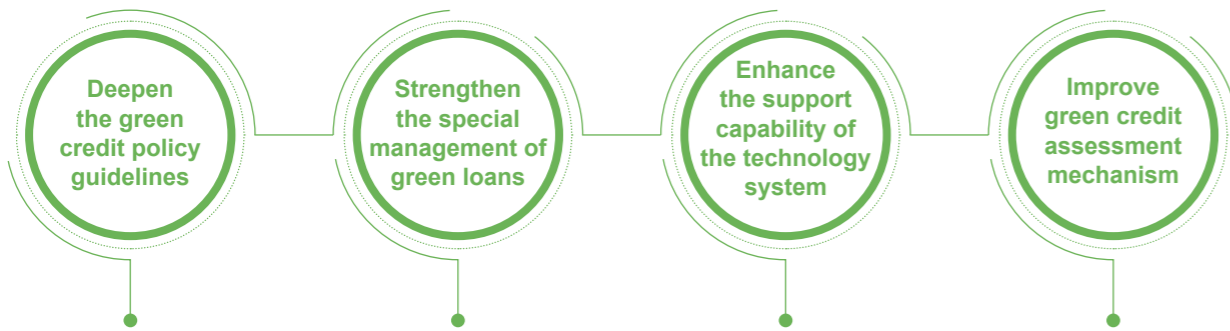 Deepen
the green
credit policy
guidelines
Strengthen
the special
management of
green loans
Enhance
the support
capability of
the technology
system
Improve
green credit
assessment
mechanism